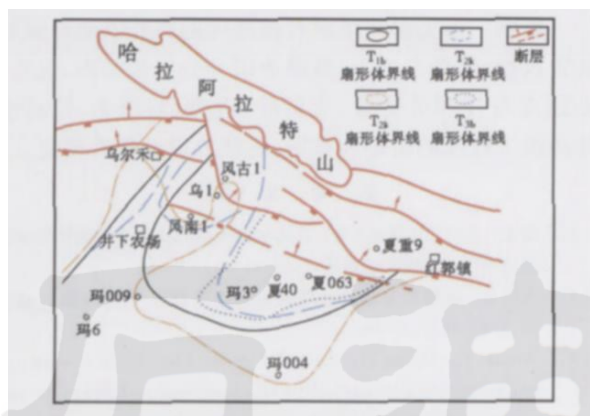 哈拉阿拉特山
T1b
扇形体界线
T2k
扇形体界线
断层
T2k
扇形体界线
T3b
扇形体界线
乌尔禾
风古1
乌1
风南1
井下农场
夏重9
红郭镇
玛3
夏40
夏063
玛009
玛6
玛004